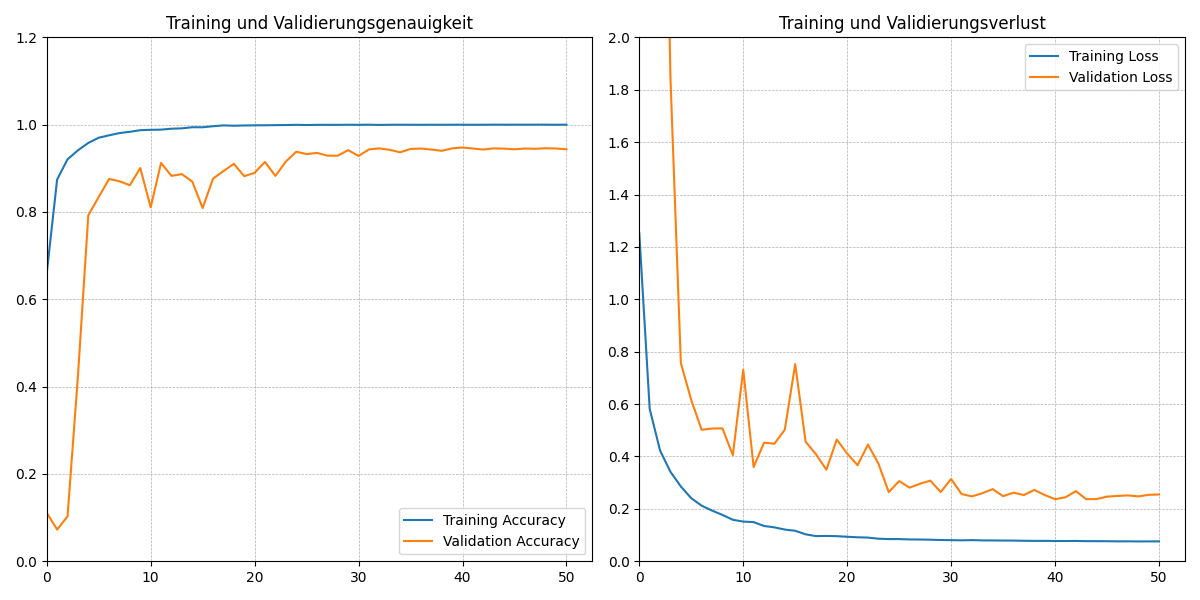 Training und Validierungsgenauigkeit
1.2
1.0
0.8
0.6
0.4
0.2
0.0
0 10 20 30 40 50
Training Accuracy
Validation Accuracy
Training und Validierungsverlust
2.0
1.8
1.6
1.4
1.2
1.0
0.8
0.6
0.4
0.2
0.0
0 10 20 30 40 50
Training Loss
Validation Loss